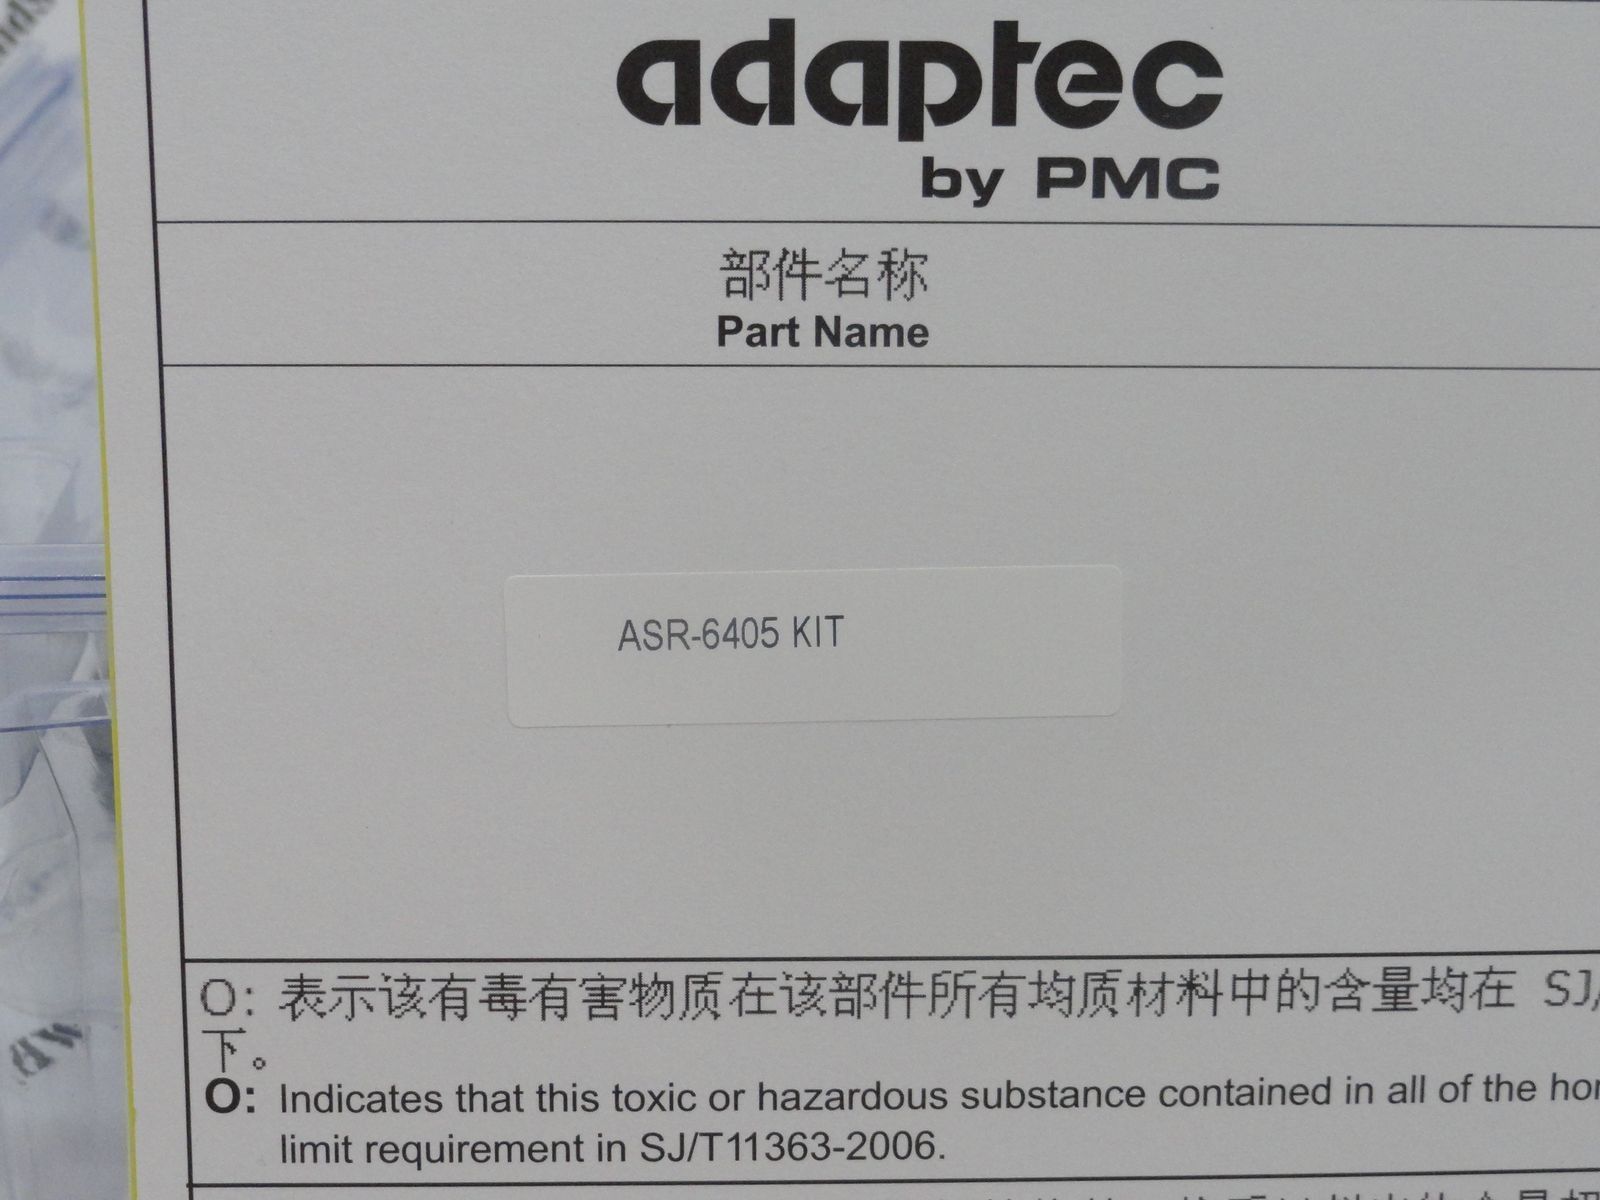 adaptec
by PMC
部件名称
Part Name
ASR-6405 KIT
O: 表示该有毒有害物质在该部件所有均质材料中的含量均在 SJ/
下。
O: Indicates that this toxic or hazardous substance contained in all of the
limit requirement in SJ/T11363-2006.